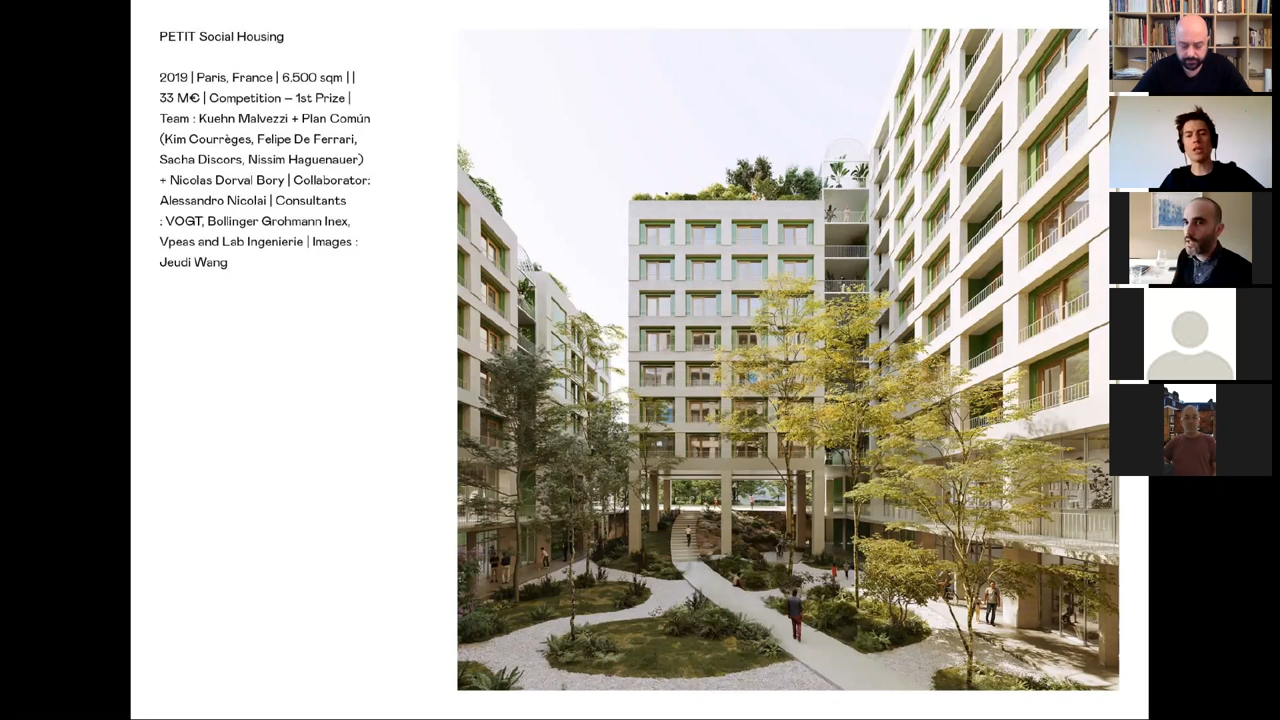 PETIT Social Housing
2019 | Paris, France | 6.500 sqm | |
33 M€ | Competition – 1st Prize |
Team : Kuehn Malvezzi + Plan Común
(Kim Courrèges, Felipe De Ferrari,
Sacha Discors, Nissim Haguenauer)
+ Nicolas Dorval Bory | Collaborator:
Alessandro Nicolai | Consultants
: VOGT, Bollinger Grohmann Inex,
Vpeas and Lab Ingenierie | Images :
Jeudi Wang